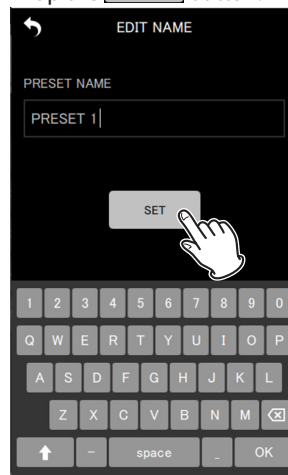 EDIT NAME
PRESET NAME
PRESET 1
SET
1 2 3 4 5 6 7 8 9 0
Q W E R T Y U I O P
A S D F G H J K L
Z X C V B N M
- space _ OK